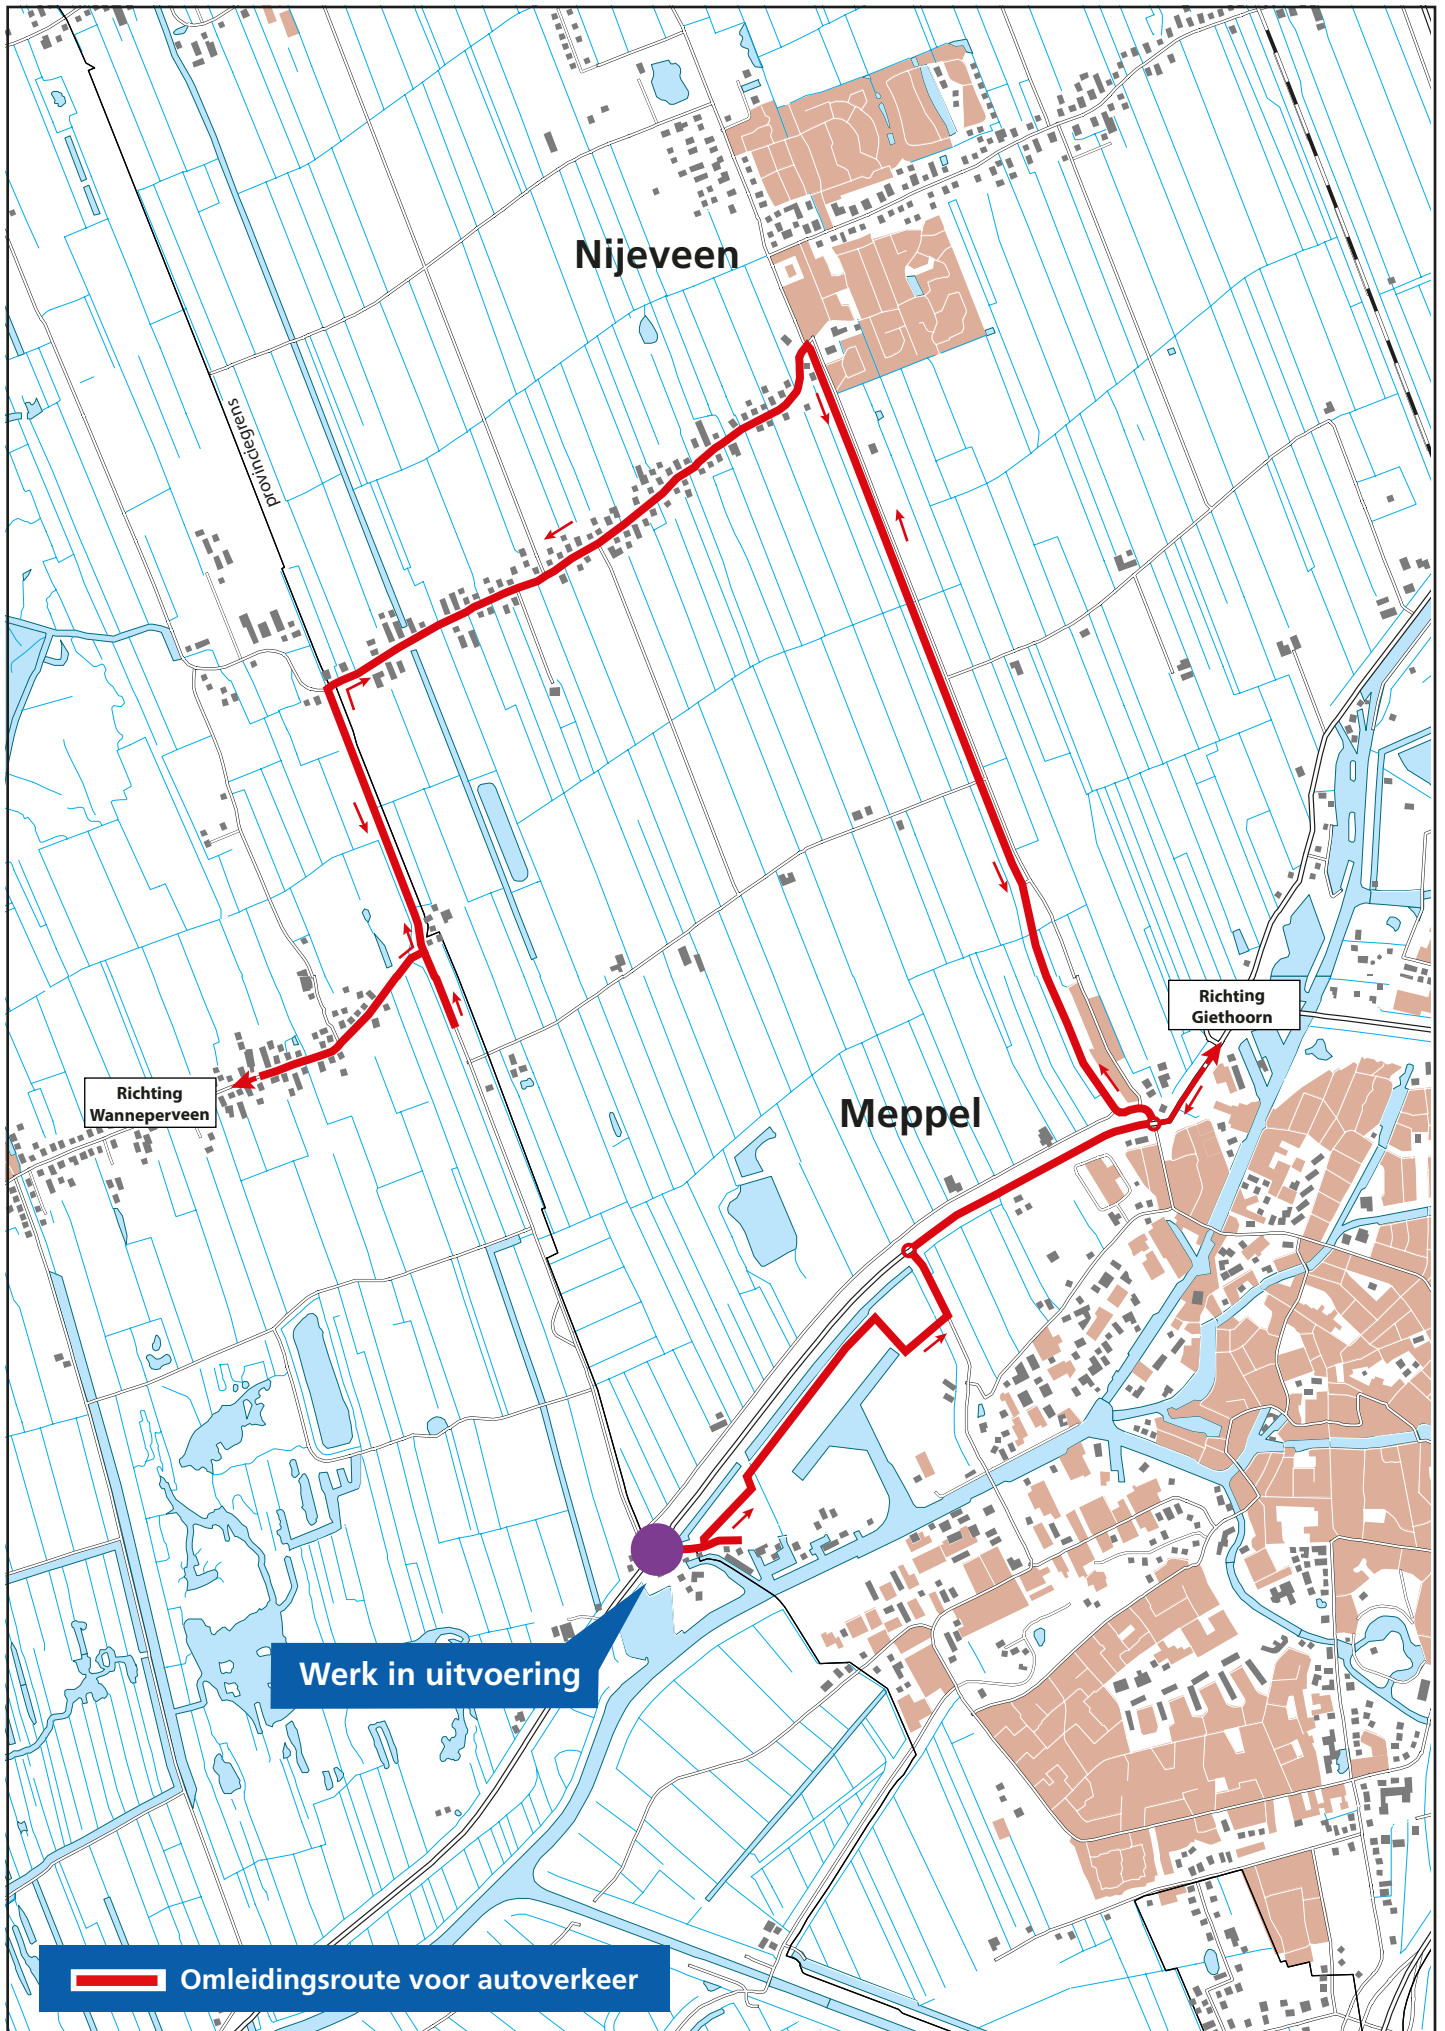 Nijeveen
provinciegrens
Richting
Giethoorn
Richting
Wanneperveen
Meppel
Werk in uitvoering
Omleidingsroute voor autoverkeer